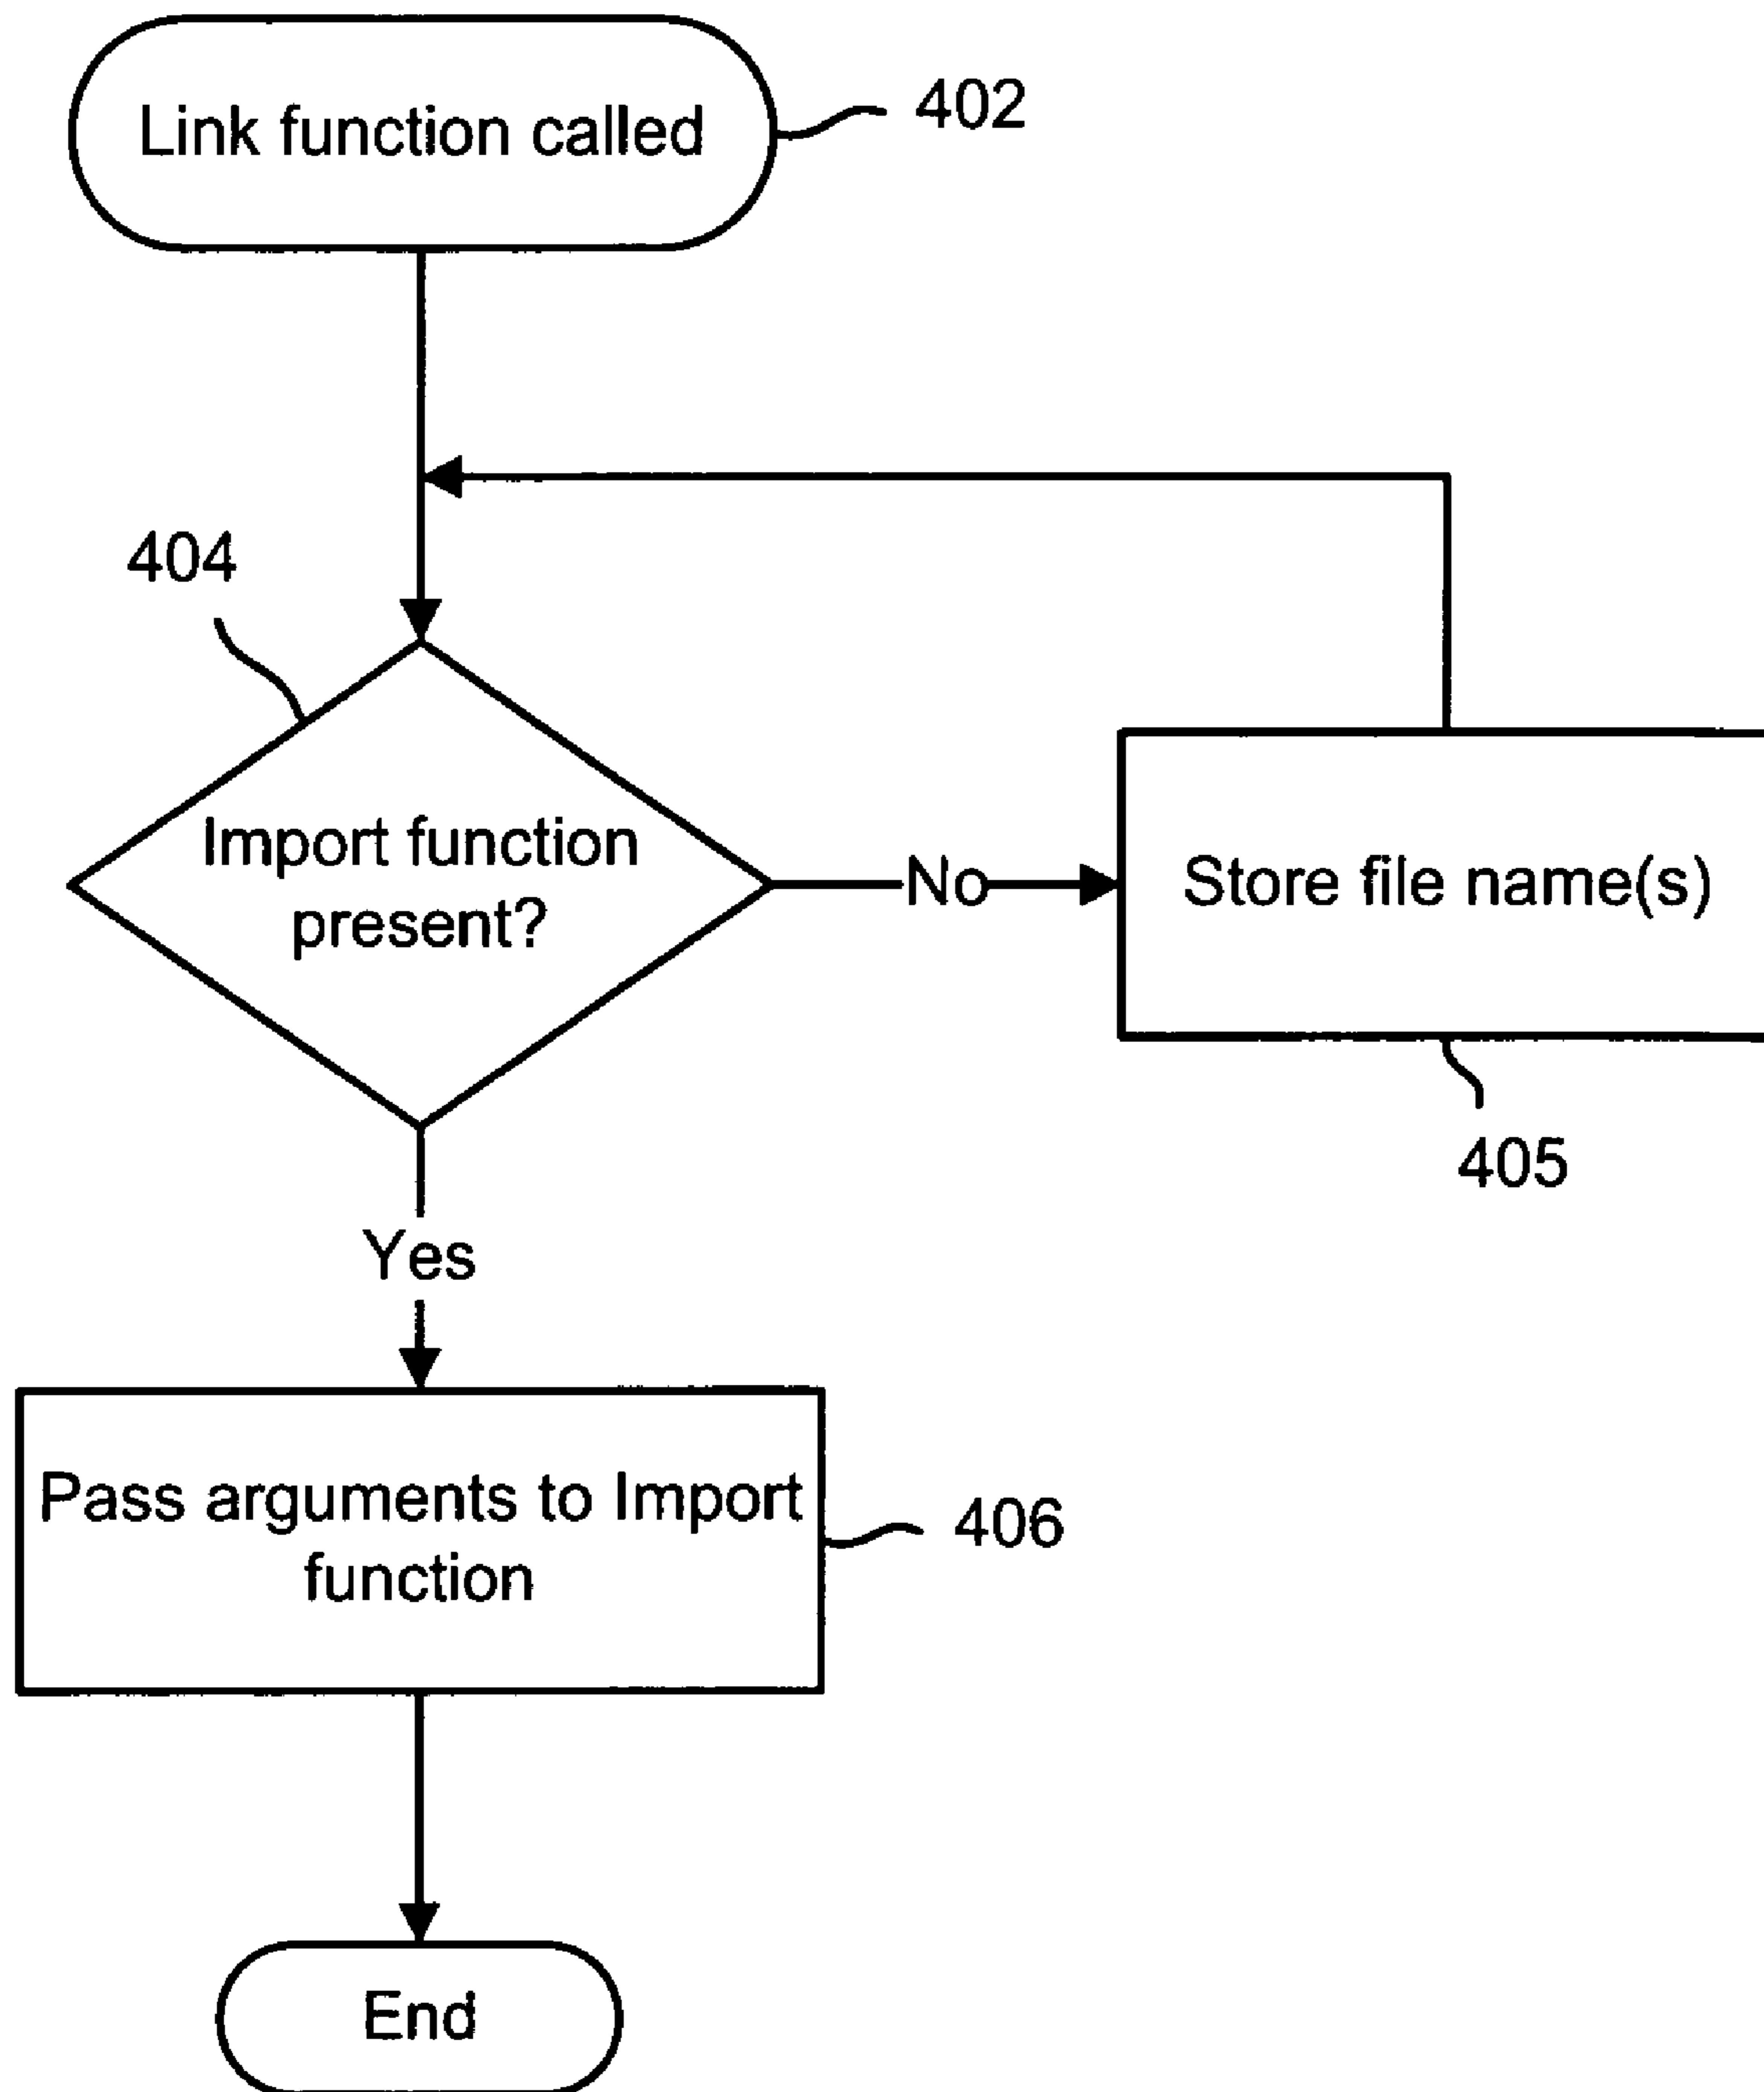 Link function called
402
404
Import function
present?
No
Store file name(s)
405
Yes
Pass arguments to Import
function
406
End